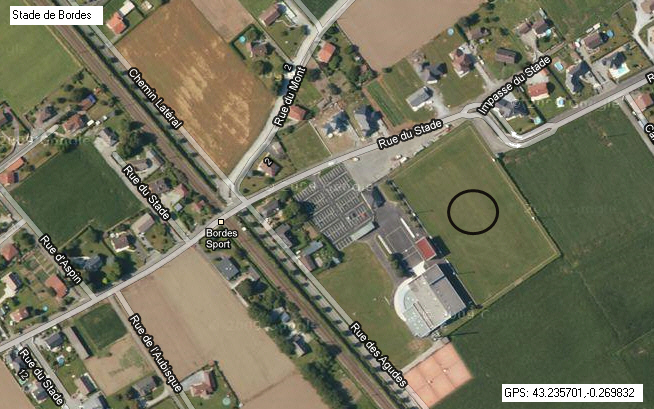 Stade de Bordes
Chemin Latéral
Rue du Mont
2
Impasse du Stade
Rue du Stade
2
Rue du Stade
Bordes
Sport
Rue d'Aspin
Rue de l'Aubisque
Rue des Agudes
Rue du Stade
12
GPS: 43.235701,-0.269832